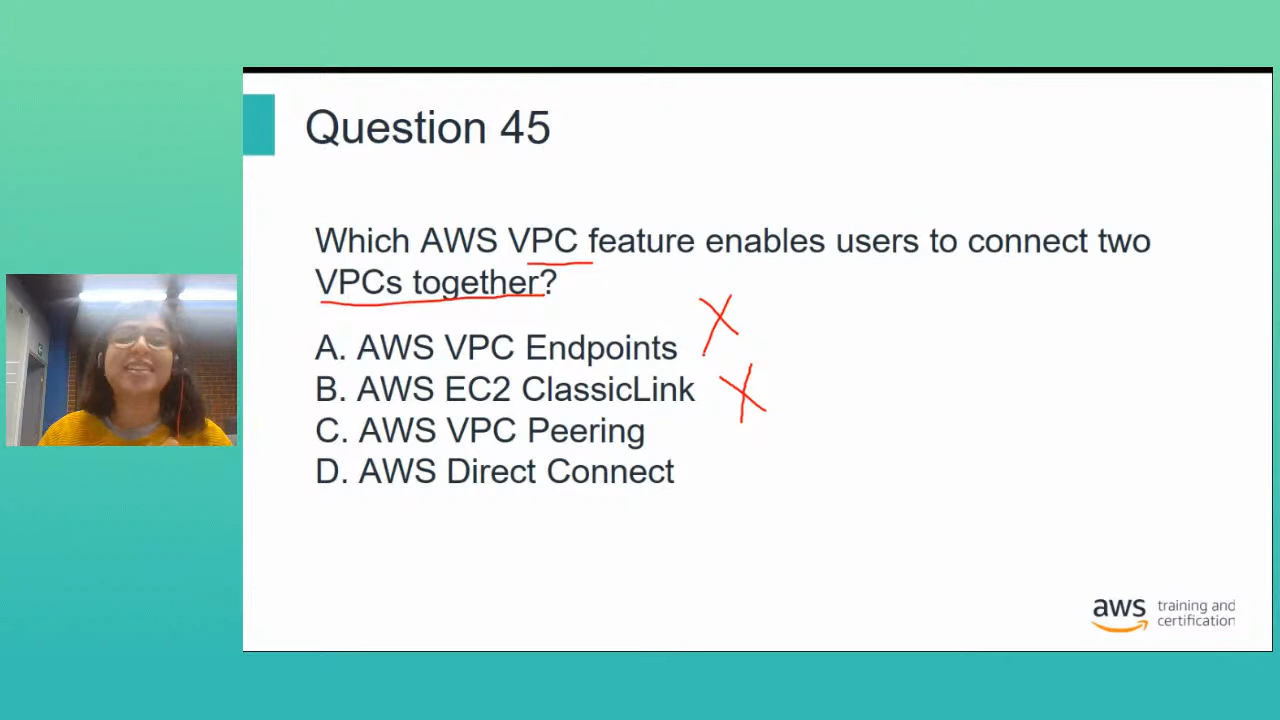 Question 45
Which AWS VPC feature enables users to connect two
VPCs together?
A. AWS VPC Endpoints
B. AWS EC2 ClassicLink
C. AWS VPC Peering
D. AWS Direct Connect
aws training and
certification